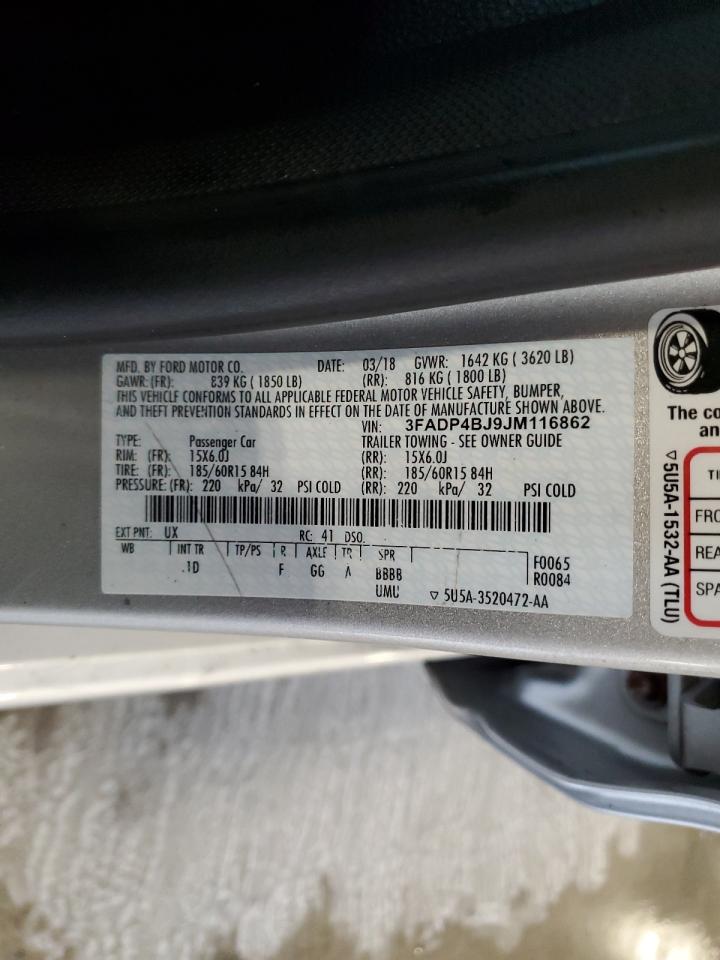 MFD. BY FORD MOTOR CO. DATE: 03/18 GVWR: 1642 KG ( 3620 LB)
GAWR: (FR): 839 KG ( 1850 LB) (RR): 816 KG ( 1800 LB)
THIS VEHICLE CONFORMS TO ALL APPLICABLE FEDERAL MOTOR VEHICLE SAFETY, BUMPER,
AND THEFT PREVENTION STANDARDS IN EFFECT ON THE DATE OF MANUFACTURE SHOWN ABOVE.
VIN: 3FADP4BJ9JM116862
TYPE: Passenger Car TRAILER TOWING - SEE OWNER GUIDE
RIM: (FR): 15X6.0J (RR): 15X6.0J
TIRE: (FR): 185/60R15 84H (RR): 185/60R15 84H
PRESSURE: (FR): 220 kPa/ 32 PSI COLD (RR): 220 kPa/ 32 PSI COLD
EXT PNT: UX RC: 41 DSO:
WB INT TR TP/PS R AXLE TR SPR F0065
.1D F GG A BBBB R0084
UMU ▽ 5U5A-3520472-AA
The co
an
▽5U5A-1532-AA (TLU)
TI
FRO
REA
SPA